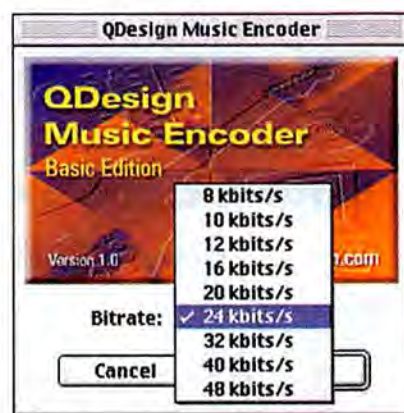 QDesign Music Encoder
QDesign
Music Encoder
Basic Edition
Version 1.0
n.com
Bitrate:
8 kbits/s
10 kbits/s
12 kbits/s
16 kbits/s
20 kbits/s
✓ 24 kbits/s
32 kbits/s
40 kbits/s
48 kbits/s
Cancel